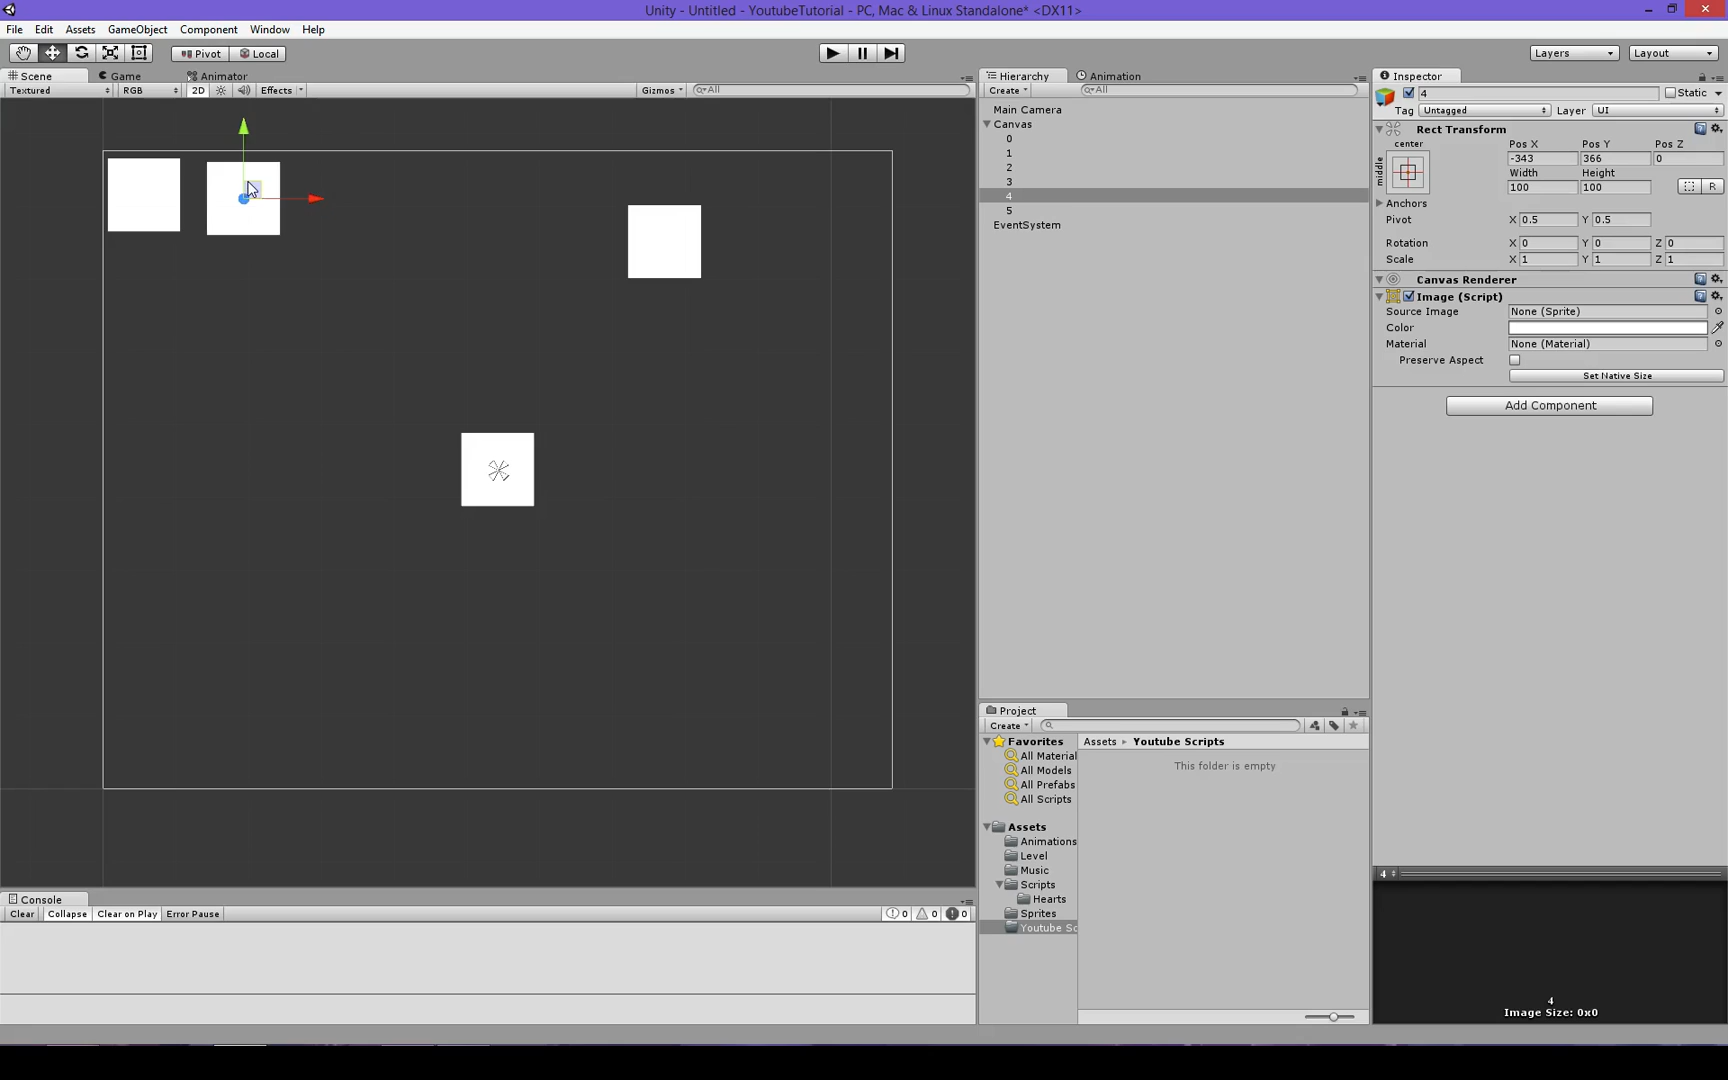 Unity - Untitled - YoutubeTutorial - PC, Mac & Linux Standalone* <DX11>
File Edit Assets GameObject Component Window Help
Pivot Local Layers Layout
Scene Game Animator
Textured RGB 2D Effects Gizmos All
Hierarchy Animation
Create All
Main Camera
Canvas
0
1
2
3
4
5
EventSystem
Inspector
4 Static
Tag Untagged Layer UI
Rect Transform
center Pos X Pos Y Pos Z
middle -343 366 0
Width Height
100 100 R
Anchors
Pivot X 0.5 Y 0.5
Rotation X 0 Y 0 Z 0
Scale X 1 Y 1 Z 1
Canvas Renderer
Image (Script)
Source Image None (Sprite)
Color
Material None (Material)
Preserve Aspect
Set Native Size
Add Component
Project
Create
Favorites
All Material
All Models
All Prefabs
All Scripts
Assets
Animations
Level
Music
Scripts
Hearts
Sprites
Youtube Sc
Assets Youtube Scripts
This folder is empty
Console
Clear Collapse Clear on Play Error Pause 0 0 0
4
4
Image Size: 0x0